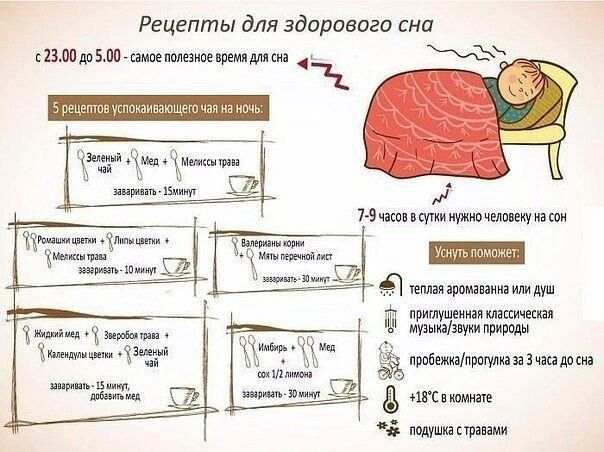 Рецепты для здорового сна
с 23.00 до 5.00 - самое полезное время для сна
5 рецептов успокаивающего чая на ночь:
Зеленый чай + Мед + Мелиссы трава
заваривать - 15минут
Ромашки цветки + Липы цветки +
Мелиссы трава
заваривать - 10 минут
Валерианы корни
+ Мяты перечной лист
заваривать - 30 минут
Жидкий мед + Зверобоя трава +
Календулы цветки + Зеленый чай
заваривать - 15 минут,
добавить мед
Имбирь + Мед
+
сок 1/2 лимона
заваривать - 30 минут
7-9 часов в сутки нужно человеку на сон
Уснуть поможет:
теплая аромаванна или душ
приглушенная классическая
музыка/звуки природы
пробежка/прогулка за 3 часа до сна
+18°C в комнате
подушка с травами